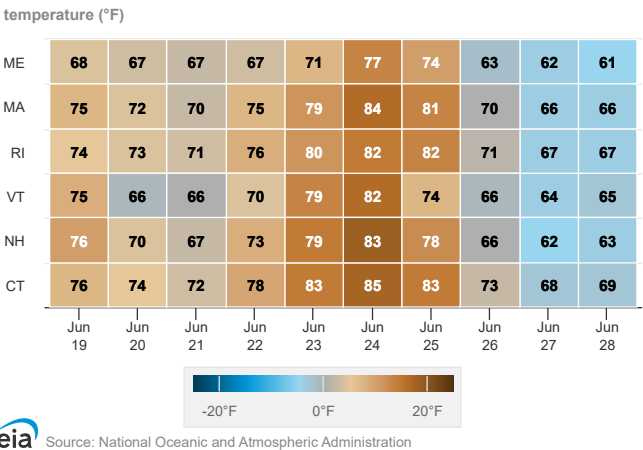 temperature (°F)
ME 68 67 67 67 71 77 74 63 62 61
MA 75 72 70 75 79 84 81 70 66 66
RI 74 73 71 76 80 82 82 71 67 67
VT 75 66 66 70 79 82 74 66 64 65
NH 76 70 67 73 79 83 78 66 62 63
CT 76 74 72 78 83 85 83 73 68 69
Jun Jun Jun Jun Jun Jun Jun Jun Jun Jun
19 20 21 22 23 24 25 26 27 28
-20°F 0°F 20°F
eia Source: National Oceanic and Atmospheric Administration